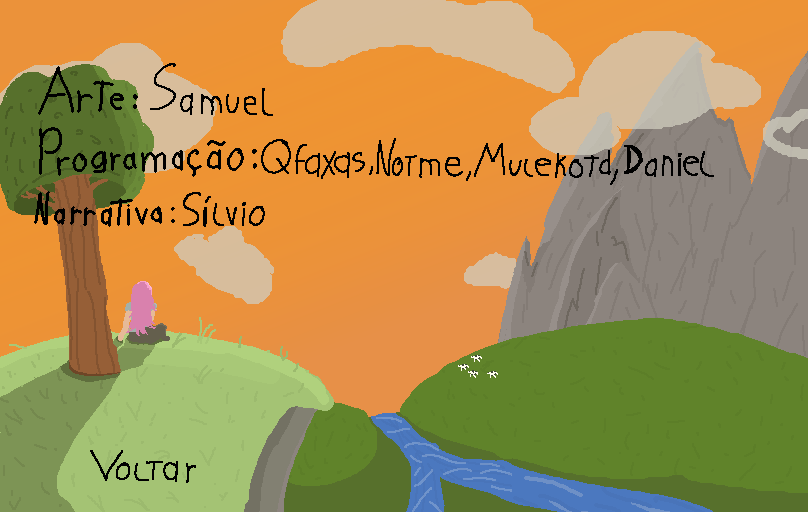 Arte: Samuel
Programação: Qfaxas, Norme, Mulekotd, Daniel
Narrativa: Sílvio
Voltar